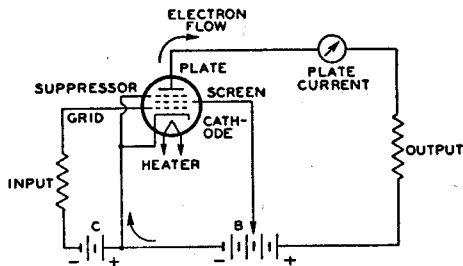 ELECTRON
FLOW
PLATE
SUPPRESSOR
SCREEN
PLATE
CURRENT
GRID
CATH-
ODE
HEATER
INPUT
OUTPUT
C
B
- +
- +